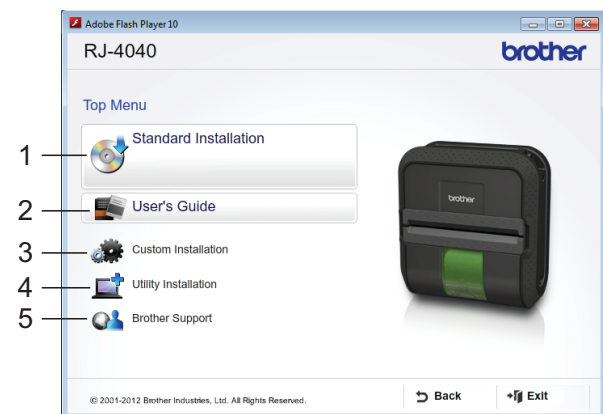 Adobe Flash Player 10
RJ-4040
brother
Top Menu
1
Standard Installation
2
User's Guide
3
Custom Installation
4
Utility Installation
5
Brother Support
brother
© 2001-2012 Brother Industries, Ltd. All Rights Reserved.
Back
Exit